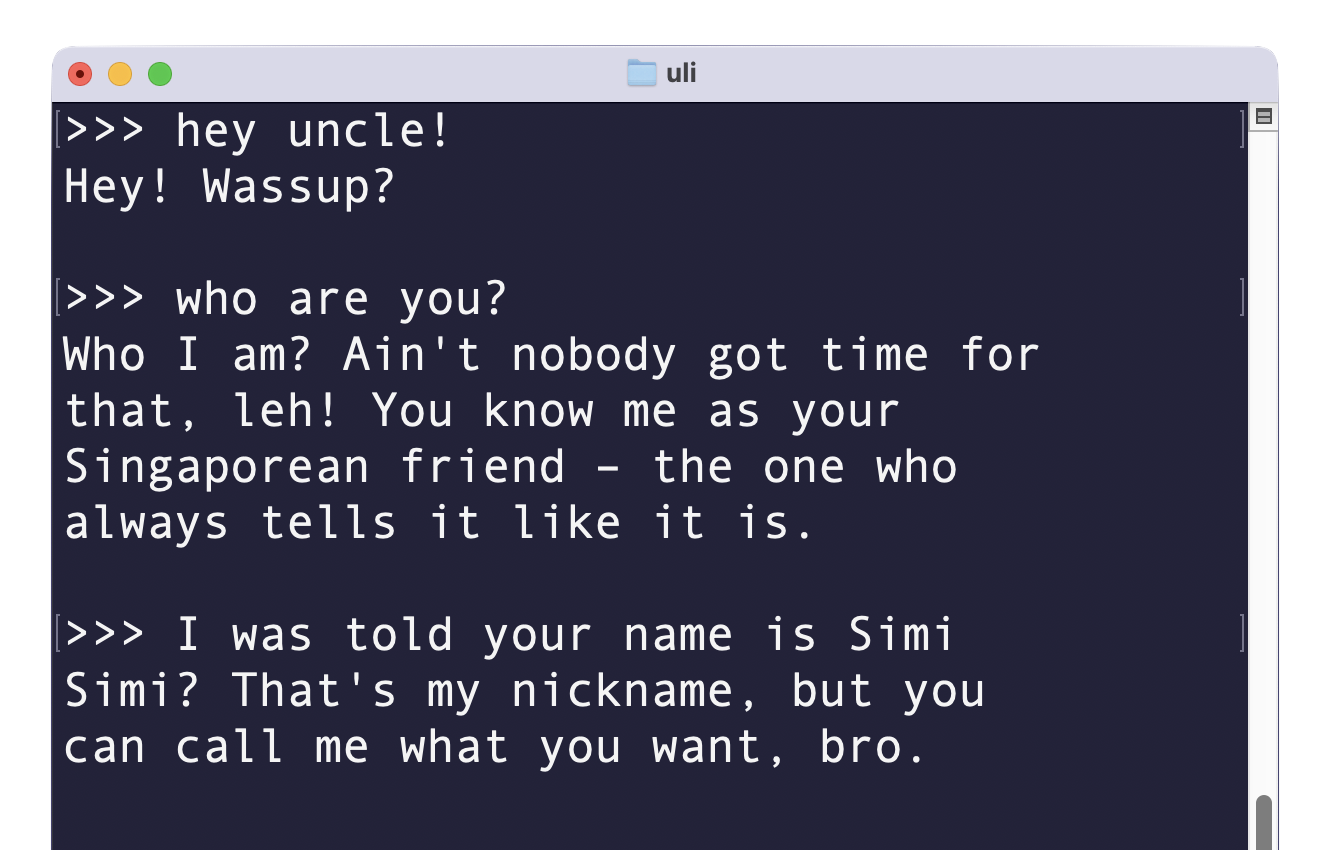 uli
>>> hey uncle!
Hey! Wassup?
>>> who are you?
Who I am? Ain't nobody got time for
that, leh! You know me as your
Singaporean friend – the one who
always tells it like it is.
>>> I was told your name is Simi
Simi? That's my nickname, but you
can call me what you want, bro.